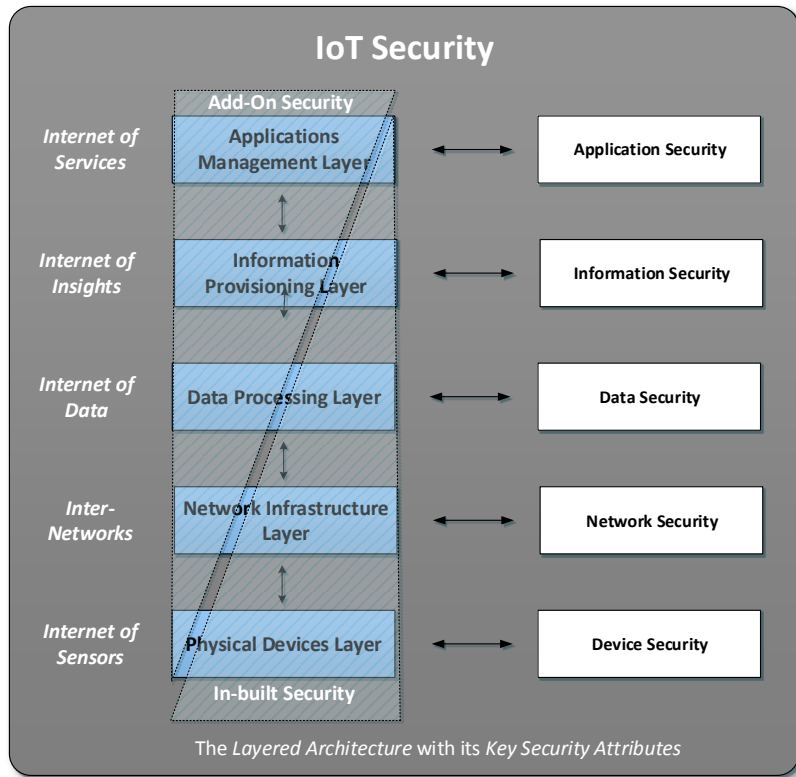 IoT Security
Add-On Security
Internet of
Services
Applications
Management Layer
Application Security
Internet of
Insights
Information
Provisioning Layer
Information Security
Internet of
Data
Data Processing Layer
Data Security
Inter-
Networks
Network Infrastructure
Layer
Network Security
Internet of
Sensors
Physical Devices Layer
Device Security
In-built Security
The Layered Architecture with its Key Security Attributes